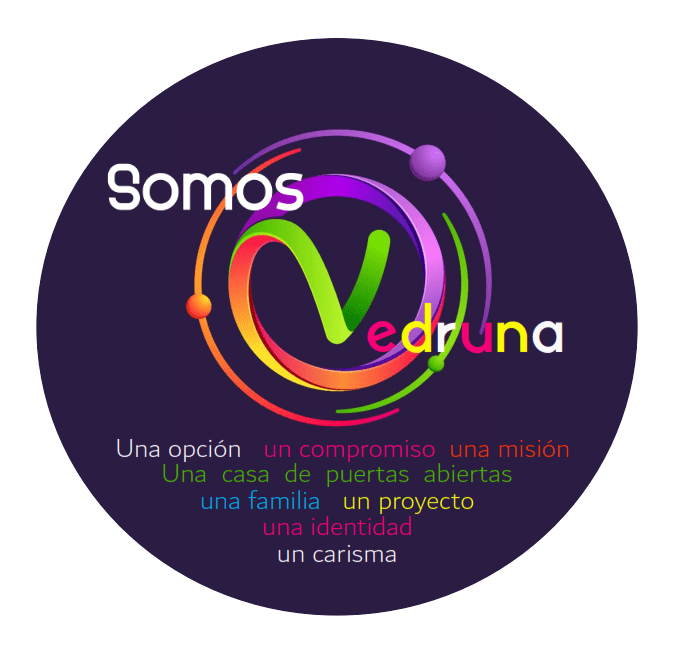 Somos
Vedruna
Una opción un compromiso una misión
Una casa de puertas abiertas
una familia un proyecto
una identidad
un carisma